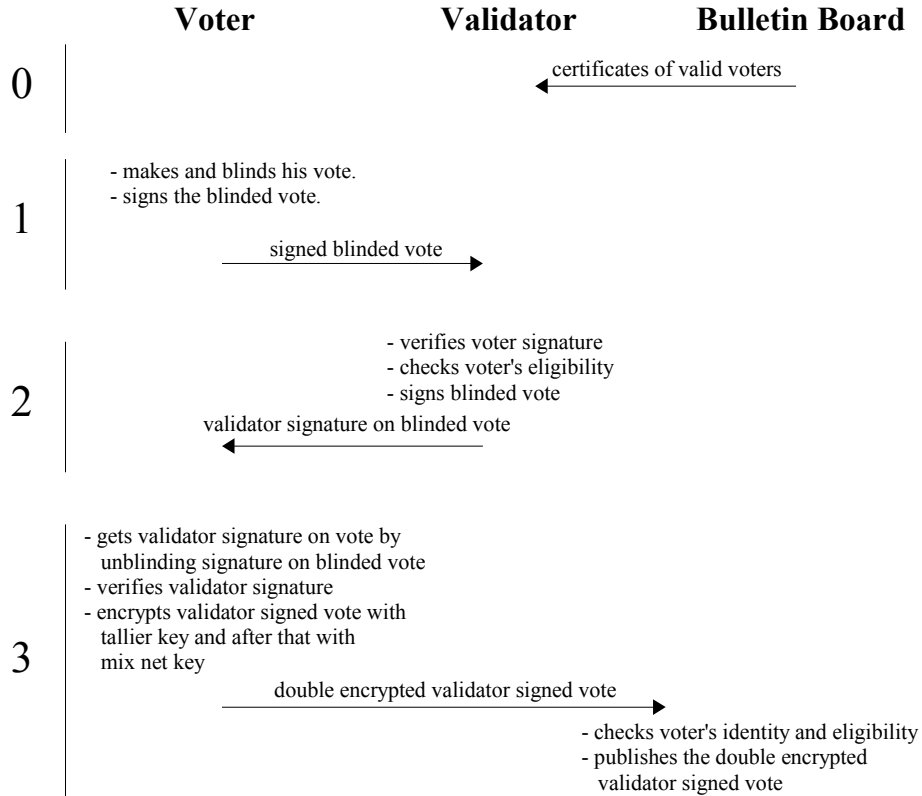 Voter Validator Bulletin Board
0
certificates of valid voters
1
- makes and blinds his vote.
- signs the blinded vote.
signed blinded vote
2
- verifies voter signature
- checks voter's eligibility
- signs blinded vote
validator signature on blinded vote
3
- gets validator signature on vote by
unblinding signature on blinded vote
- verifies validator signature
- encrypts validator signed vote with
tallier key and after that with
mix net key
double encrypted validator signed vote
- checks voter's identity and eligibility
- publishes the double encrypted
validator signed vote